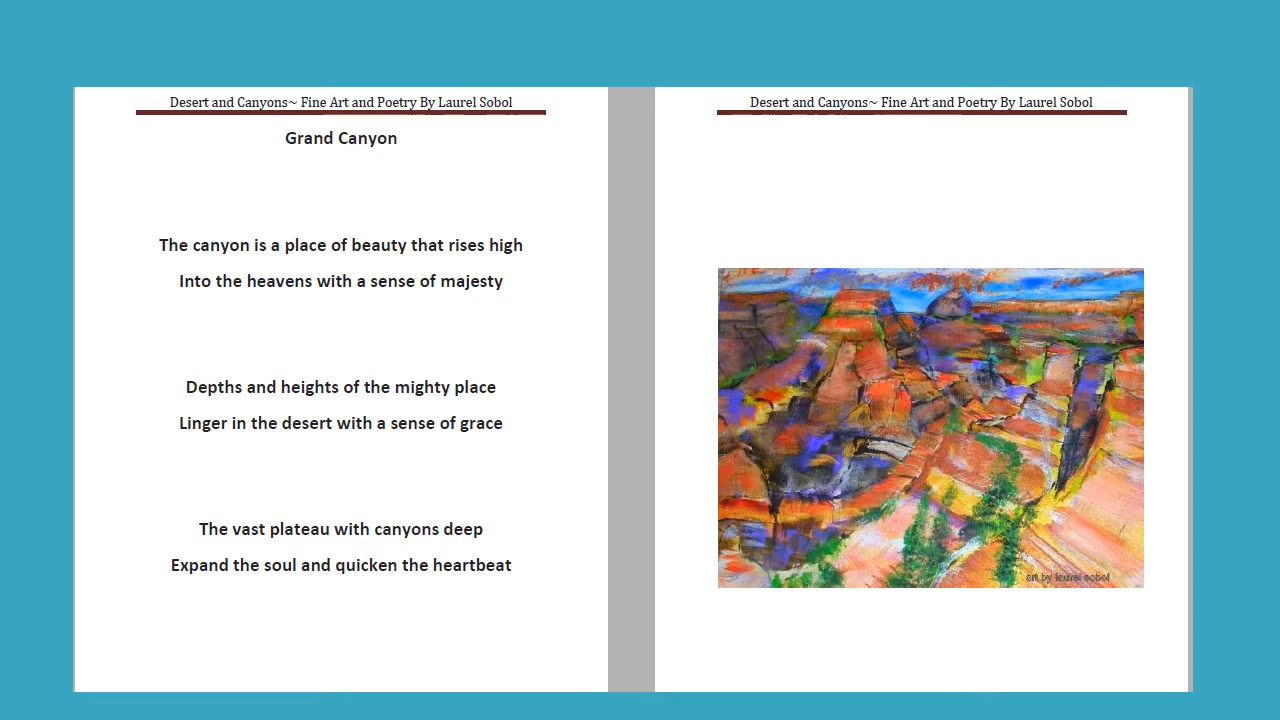 Desert and Canyons~ Fine Art and Poetry By Laurel Sobol
Grand Canyon
The canyon is a place of beauty that rises high
Into the heavens with a sense of majesty
Depths and heights of the mighty place
Linger in the desert with a sense of grace
The vast plateau with canyons deep
Expand the soul and quicken the heartbeat
Desert and Canyons~ Fine Art and Poetry By Laurel Sobol
art by laurel sobol